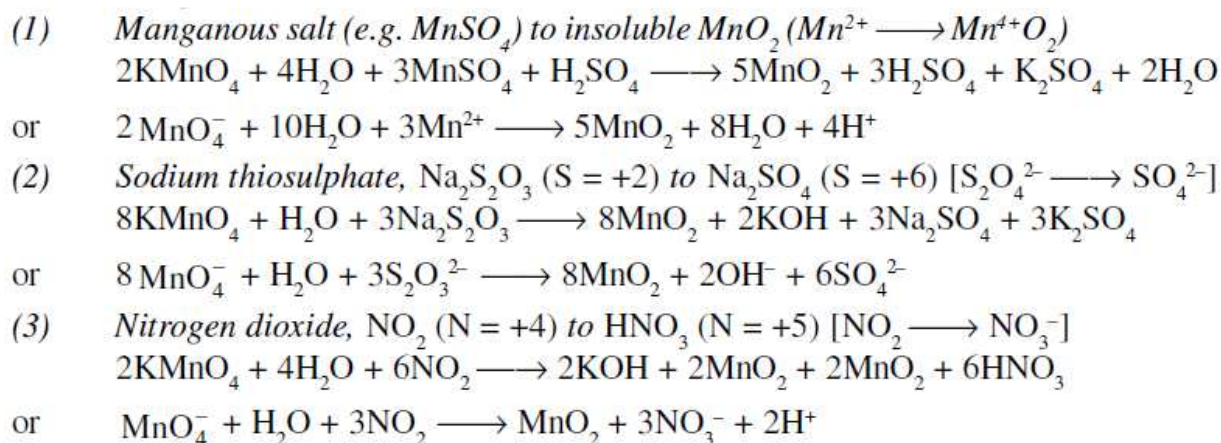 (1) Manganous salt (e.g. MnSO₄) to insoluble MnO₂ (Mn²⁺ ⟶ Mn⁴⁺O₂)
2KMnO₄ + 4H₂O + 3MnSO₄ + H₂SO₄ ⟶ 5MnO₂ + 3H₂SO₄ + K₂SO₄ + 2H₂O
or 2 MnO₄⁻ + 10H₂O + 3Mn²⁺ ⟶ 5MnO₂ + 8H₂O + 4H⁺
(2) Sodium thiosulphate, Na₂S₂O₃ (S = +2) to Na₂SO₄ (S = +6) [S₂O₄²⁻ ⟶ SO₄²⁻]
8KMnO₄ + H₂O + 3Na₂S₂O₃ ⟶ 8MnO₂ + 2KOH + 3Na₂SO₄ + 3K₂SO₄
or 8 MnO₄⁻ + H₂O + 3S₂O₃²⁻ ⟶ 8MnO₂ + 2OH⁻ + 6SO₄²⁻
(3) Nitrogen dioxide, NO₂ (N = +4) to HNO₃ (N = +5) [NO₂ ⟶ NO₃⁻]
2KMnO₄ + 4H₂O + 6NO₂ ⟶ 2KOH + 2MnO₂ + 2MnO₂ + 6HNO₃
or MnO₄⁻ + H₂O + 3NO₂ ⟶ MnO₂ + 3NO₃⁻ + 2H⁺